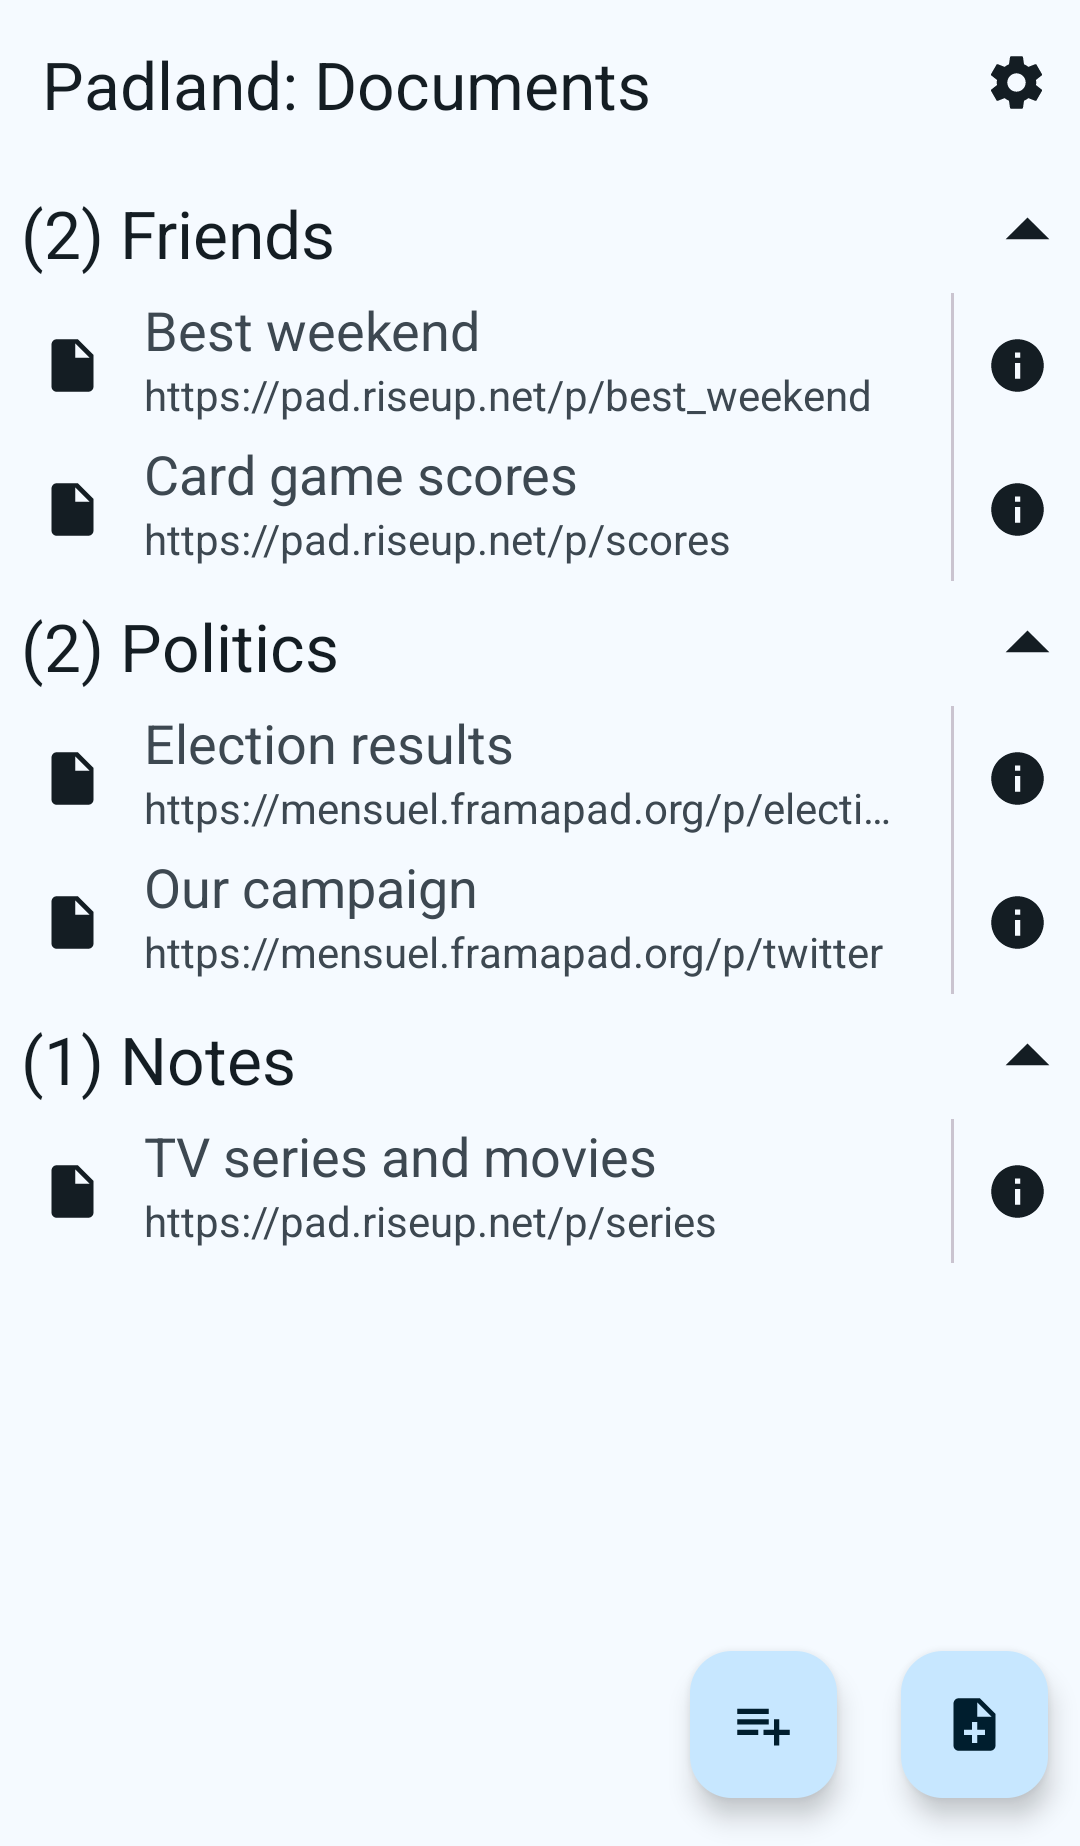 Padland: Documents
(2) Friends
Best weekend
https://pad.riseup.net/p/best_weekend
Card game scores
https://pad.riseup.net/p/scores
(2) Politics
Election results
https://mensuel.framapad.org/p/electi...
Our campaign
https://mensuel.framapad.org/p/twitter
(1) Notes
TV series and movies
https://pad.riseup.net/p/series